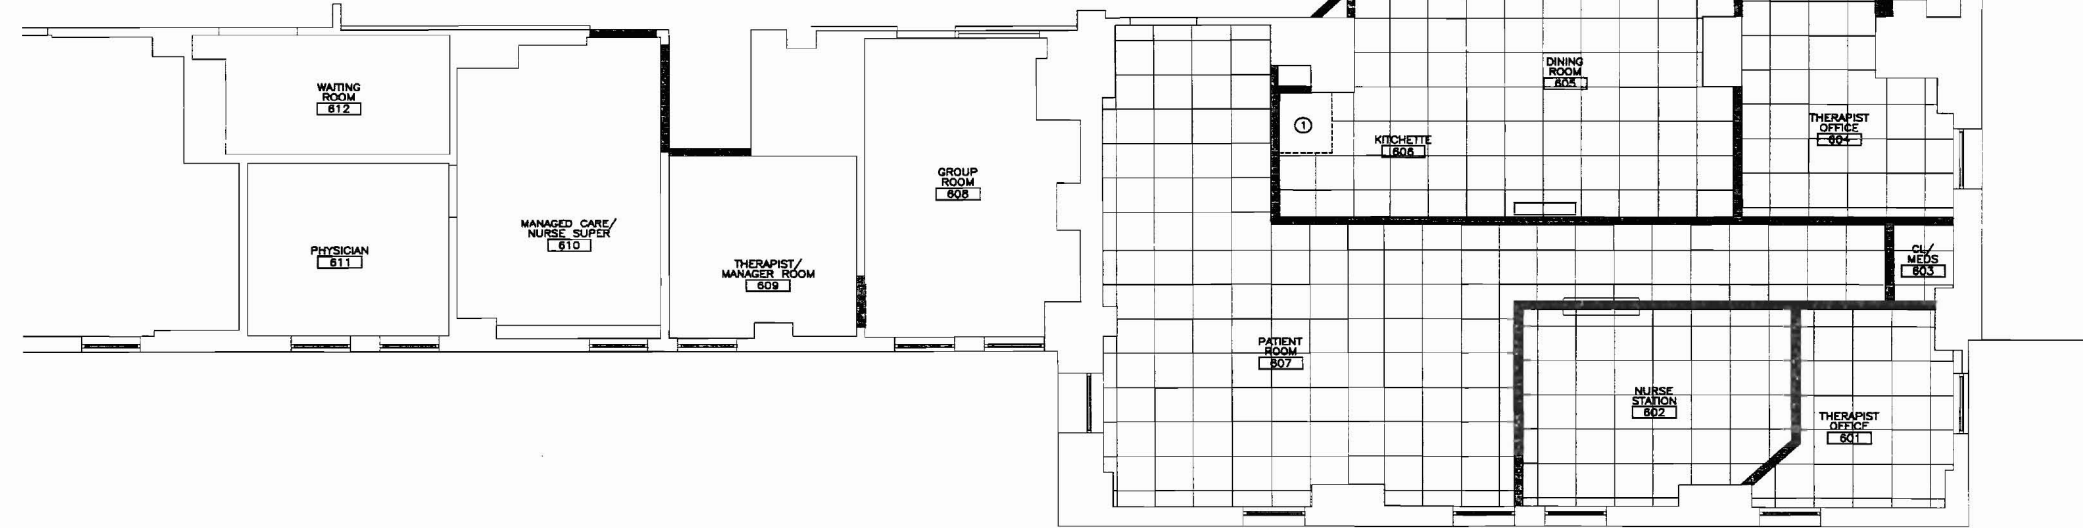 WAITING
ROOM
612
PHYSICIAN
611
MANAGED CARE/
NURSE SUPER
610
THERAPIST/
MANAGER ROOM
609
GROUP
ROOM
608
DINING
ROOM
605
1
KITCHETTE
606
THERAPIST
OFFICE
604
CL/
MEDS
603
PATIENT
ROOM
607
NURSE
STATION
602
THERAPIST
OFFICE
601